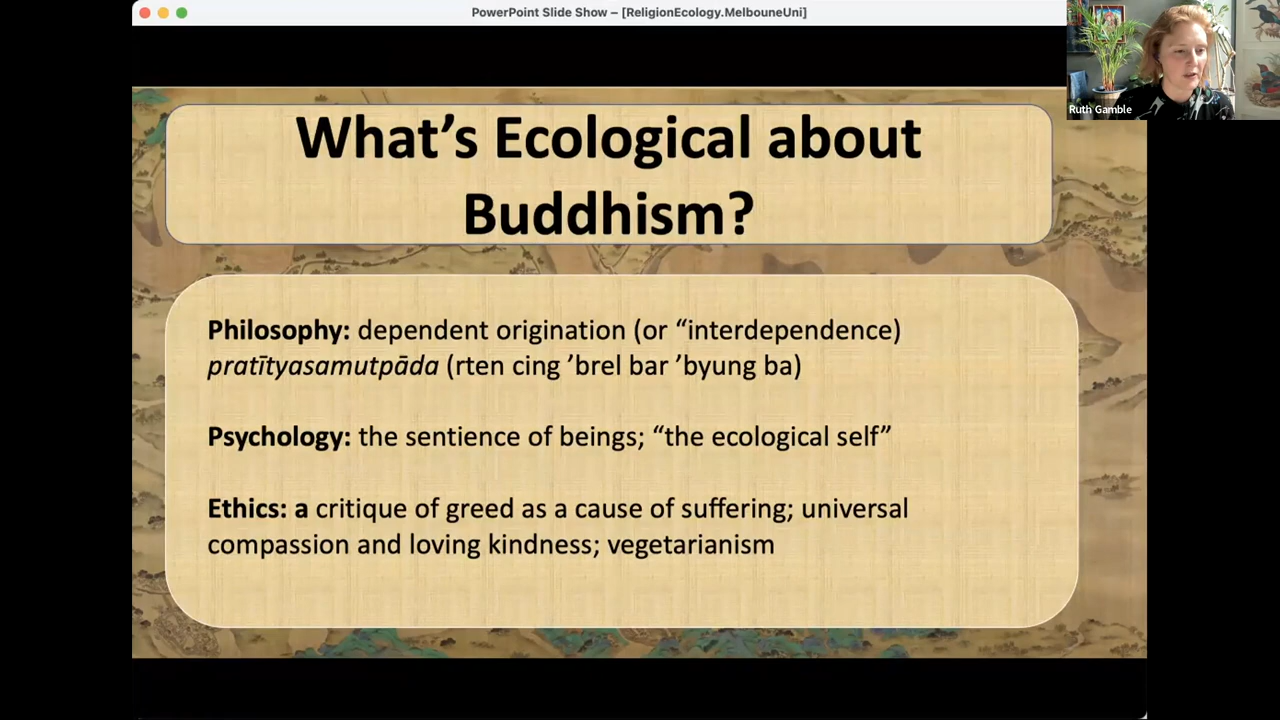 PowerPoint Slide Show – [ReligionEcology.MelbouneUni]
Ruth Gamble
What’s Ecological about
Buddhism?
Philosophy: dependent origination (or “interdependence)
pratītyasamutpāda (rten cing ’brel bar ’byung ba)
Psychology: the sentience of beings; “the ecological self”
Ethics: a critique of greed as a cause of suffering; universal
compassion and loving kindness; vegetarianism